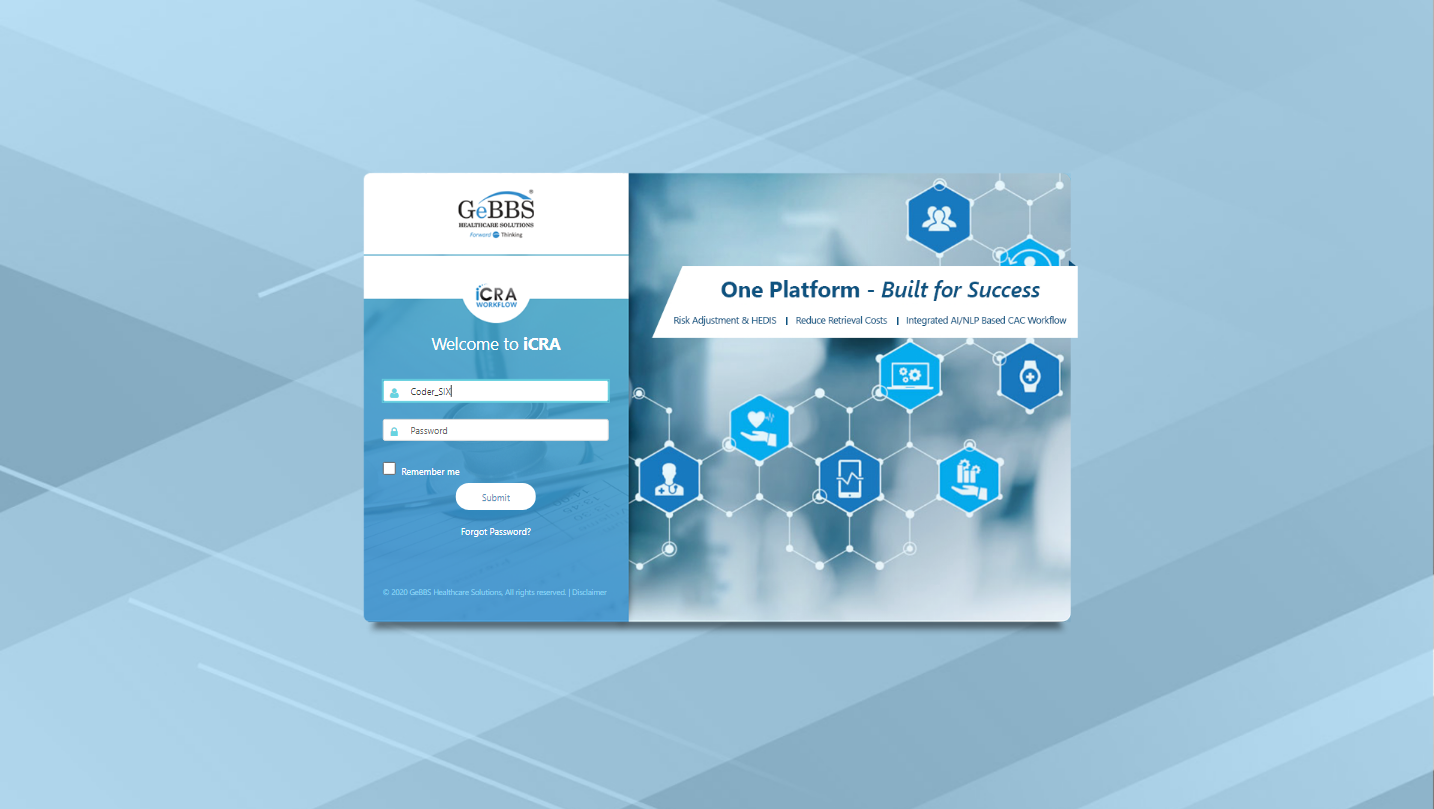 GeBBS®
HEALTHCARE SOLUTIONS
Forward Thinking
iCRA
WORKFLOW
Welcome to iCRA
Coder_SIX
Password
Remember me
Submit
Forgot Password?
© 2020 GeBBS Healthcare Solutions, All rights reserved. | Disclaimer
One Platform - Built for Success
Risk Adjustment & HEDIS | Reduce Retrieval Costs | Integrated AI/NLP Based CAC Workflow